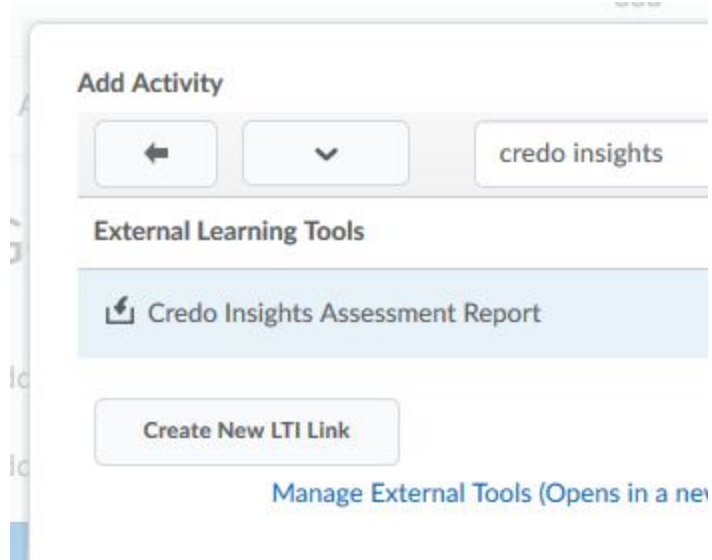 Add Activity
credo insights
External Learning Tools
Credo Insights Assessment Report
Create New LTI Link
Manage External Tools (Opens in a